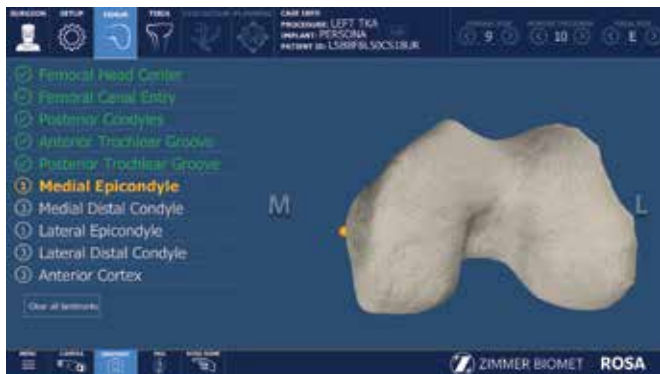 SURGEON SETUP FEMUR TIBIA
CASE INFO
PROCEDURE: LEFT TKA
IMPLANT: PERSONA
9 10 E
Femoral Head Center
Femoral Canal Entry
Posterior Condyles
Anterior Trochlear Groove
Posterior Trochlear Groove
Medial Epicondyle
Medial Distal Condyle
Lateral Epicondyle
Lateral Distal Condyle
Anterior Cortex
M
L
Clear all landmarks
MENU CAMERA
ZIMMER BIOMET ROSA